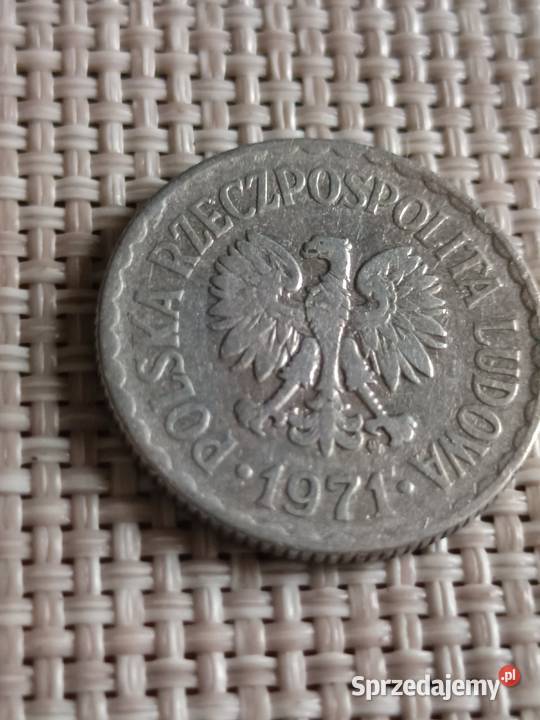 POLSKA RZECZPOSPOLITA LUDOWA
· 1971 ·
Sprzedajemy.pl